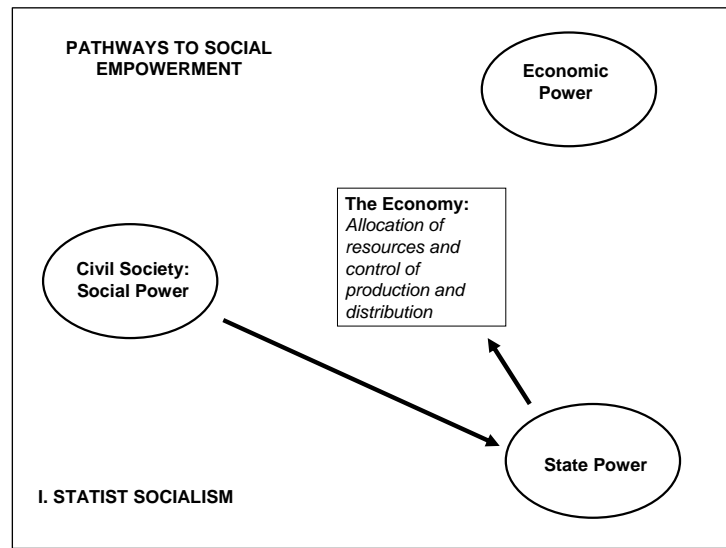 PATHWAYS TO SOCIAL
EMPOWERMENT
Economic
Power
The Economy:
Allocation of
resources and
control of
production and
distribution
Civil Society:
Social Power
State Power
I. STATIST SOCIALISM